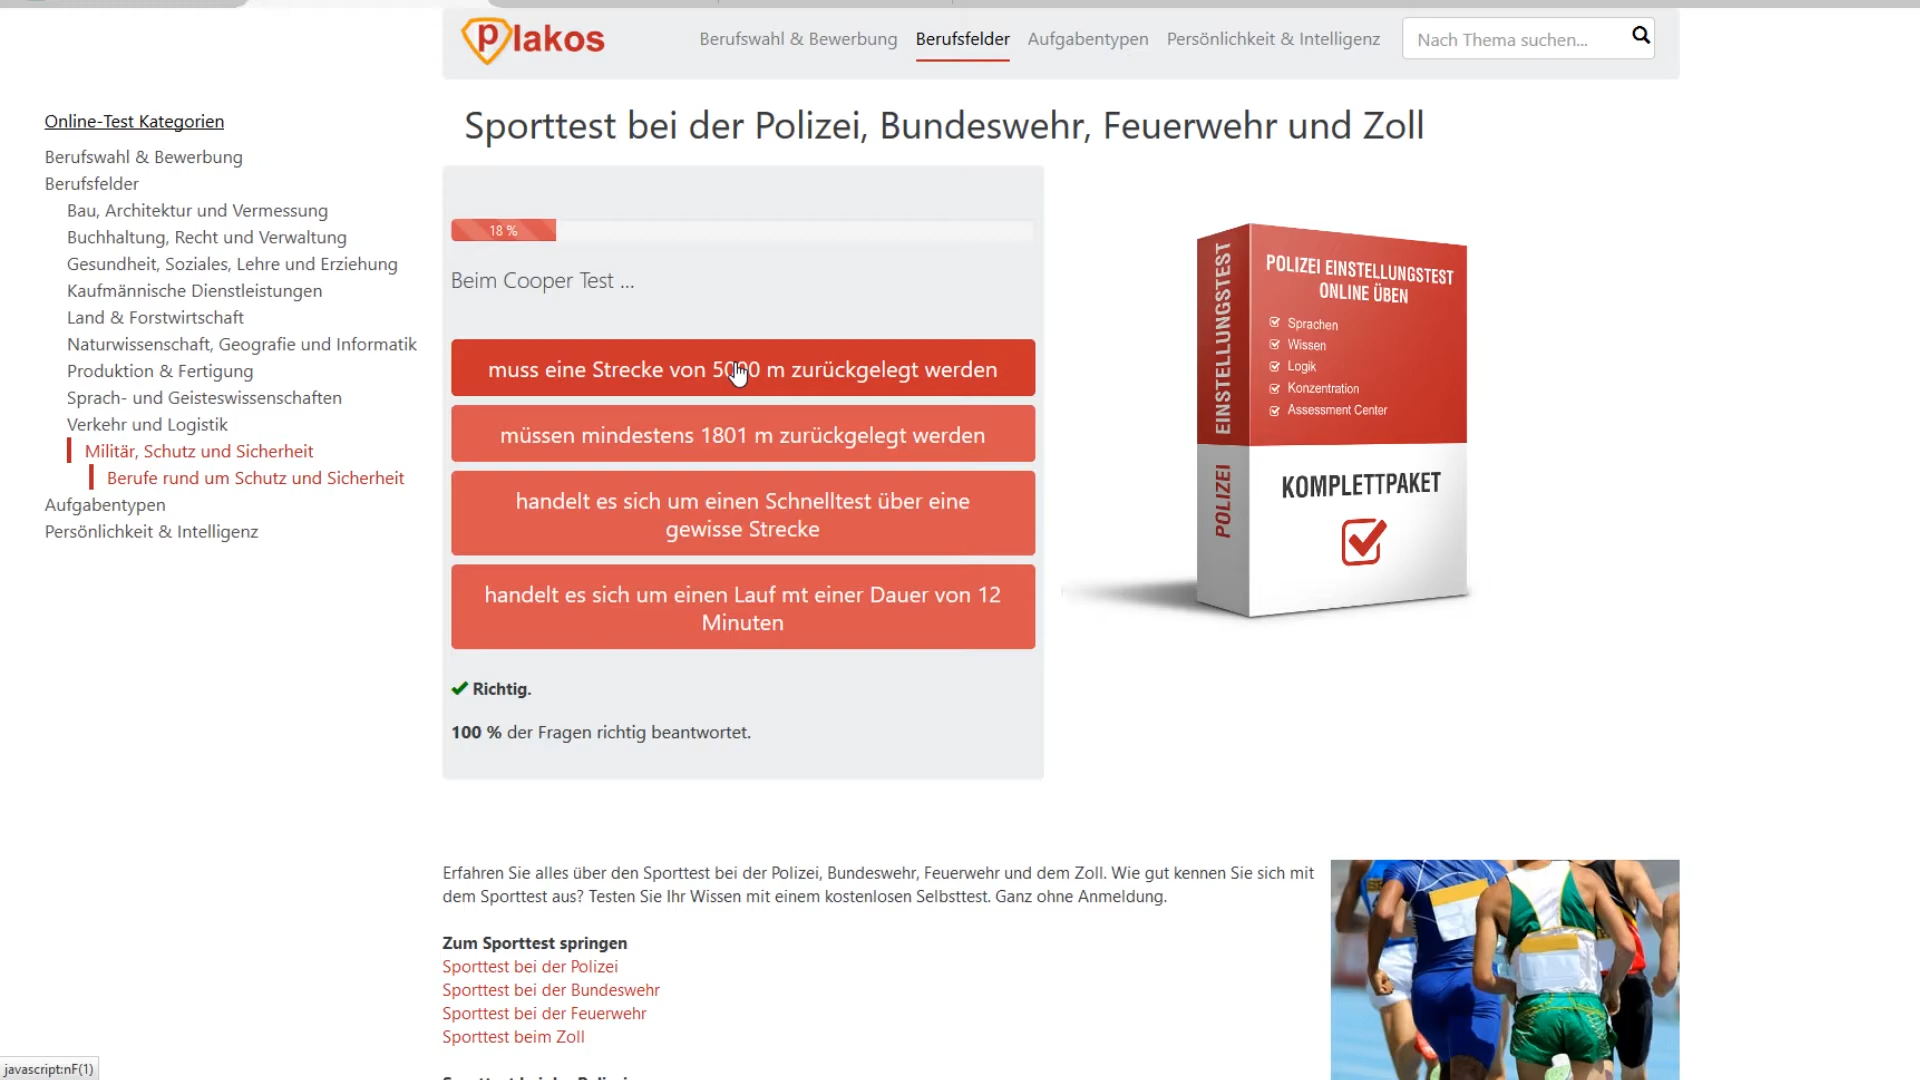 Plakos
Berufswahl & Bewerbung Berufsfelder Aufgabentypen Persönlichkeit & Intelligenz Nach Thema suchen...
Online-Test Kategorien
Berufswahl & Bewerbung
Berufsfelder
Bau, Architektur und Vermessung
Buchhaltung, Recht und Verwaltung
Gesundheit, Soziales, Lehre und Erziehung
Kaufmännische Dienstleistungen
Land & Forstwirtschaft
Naturwissenschaft, Geografie und Informatik
Produktion & Fertigung
Sprach- und Geisteswissenschaften
Verkehr und Logistik
Militär, Schutz und Sicherheit
Berufe rund um Schutz und Sicherheit
Aufgabentypen
Persönlichkeit & Intelligenz
Sporttest bei der Polizei, Bundeswehr, Feuerwehr und Zoll
18 %
Beim Cooper Test ...
muss eine Strecke von 5000 m zurückgelegt werden
müssen mindestens 1801 m zurückgelegt werden
handelt es sich um einen Schnelltest über eine
gewisse Strecke
handelt es sich um einen Lauf mt einer Dauer von 12
Minuten
Richtig.
100 % der Fragen richtig beantwortet.
EINSTELLUNGSTEST
POLIZEI
POLIZEI EINSTELLUNGSTEST
ONLINE ÜBEN
Sprachen
Wissen
Logik
Konzentration
Assessment Center
KOMPLETTPAKET
Erfahren Sie alles über den Sporttest bei der Polizei, Bundeswehr, Feuerwehr und dem Zoll. Wie gut kennen Sie sich mit
dem Sporttest aus? Testen Sie Ihr Wissen mit einem kostenlosen Selbsttest. Ganz ohne Anmeldung.
Zum Sporttest springen
Sporttest bei der Polizei
Sporttest bei der Bundeswehr
Sporttest bei der Feuerwehr
Sporttest beim Zoll
javascript:nF(1)